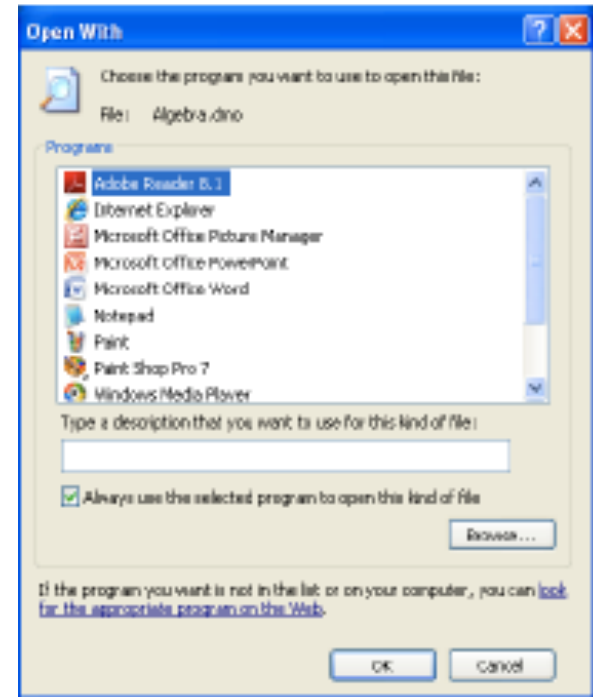 Open With
Choose the program you want to use to open this file:
File: Algebra.dno
Programs
Adobe Reader 8.1
Internet Explorer
Microsoft Office Picture Manager
Microsoft Office PowerPoint
Microsoft Office Word
Notepad
Paint
Paint Shop Pro 7
Windows Media Player
Type a description that you want to use for this kind of file:
Always use the selected program to open this kind of file
Browse...
If the program you want is not in the list or on your computer, you can look
for the appropriate program on the Web.
OK
Cancel